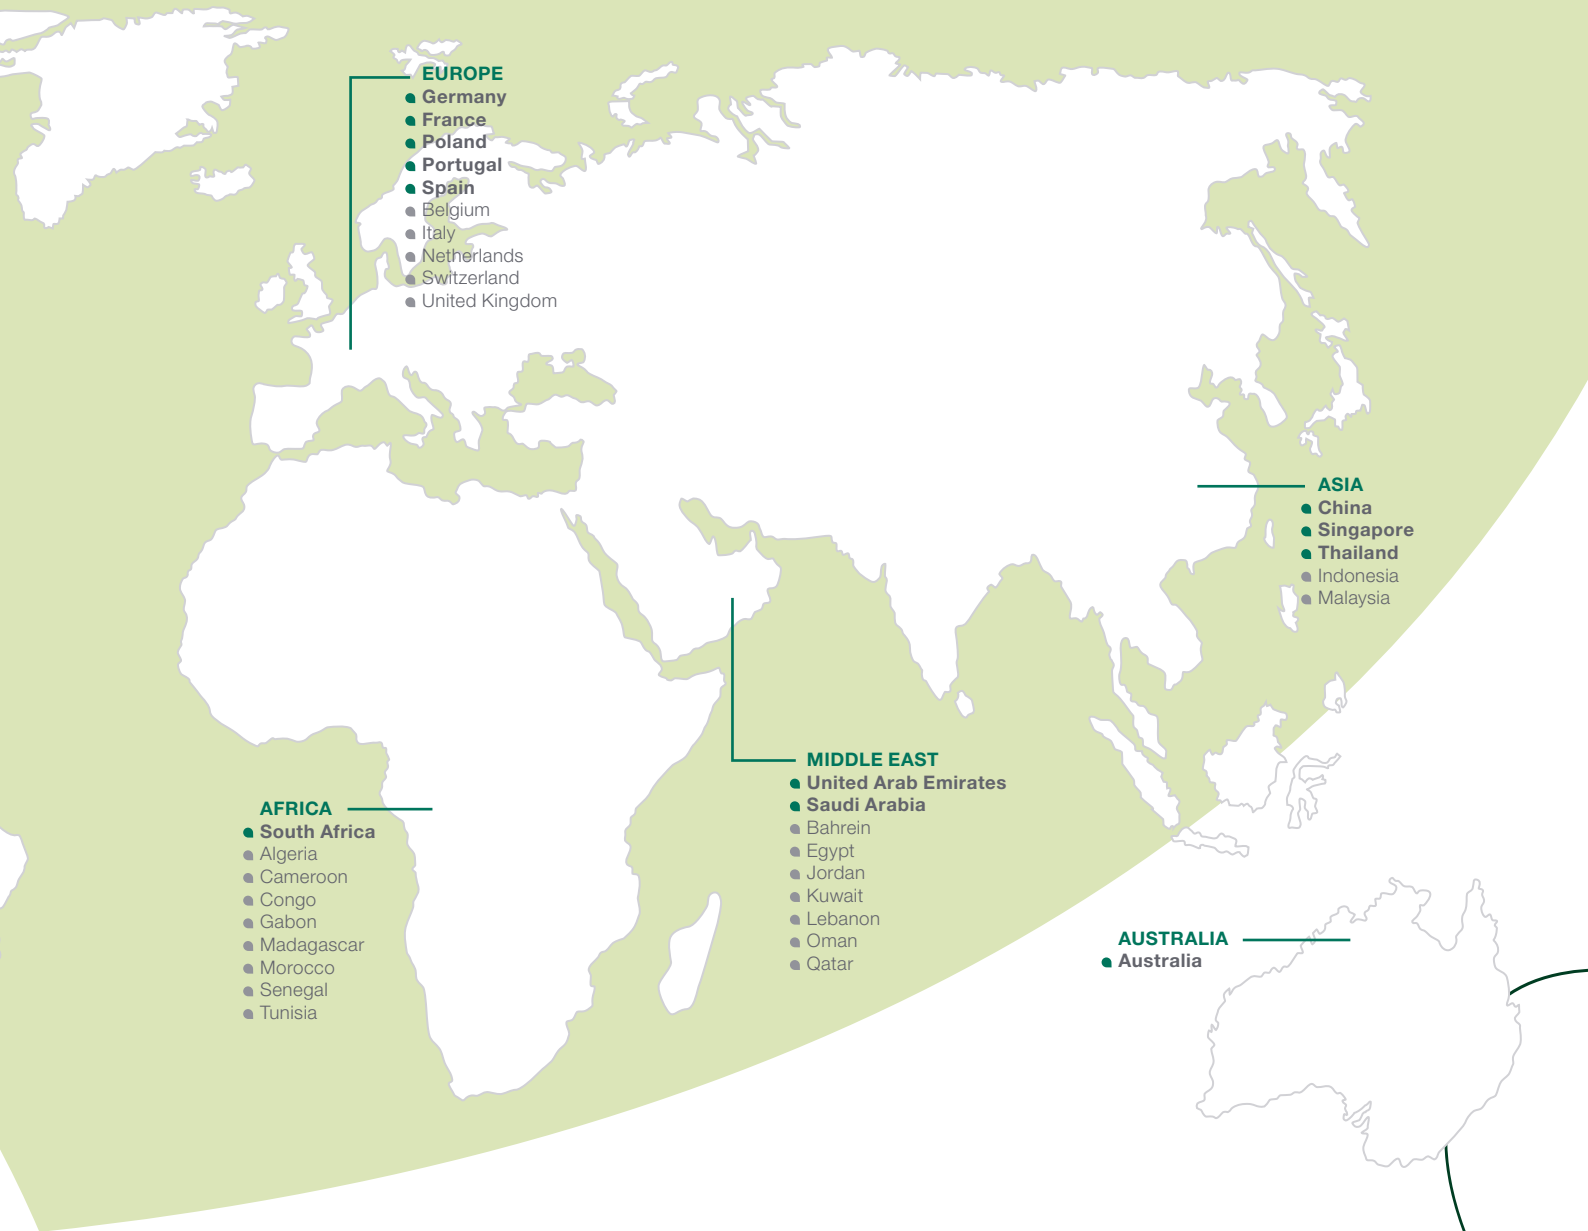 EUROPE
Germany
France
Poland
Portugal
Spain
Belgium
Italy
Netherlands
Switzerland
United Kingdom
ASIA
China
Singapore
Thailand
Indonesia
Malaysia
MIDDLE EAST
United Arab Emirates
Saudi Arabia
Bahrein
Egypt
Jordan
Kuwait
Lebanon
Oman
Qatar
AFRICA
South Africa
Algeria
Cameroon
Congo
Gabon
Madagascar
Morocco
Senegal
Tunisia
AUSTRALIA
Australia